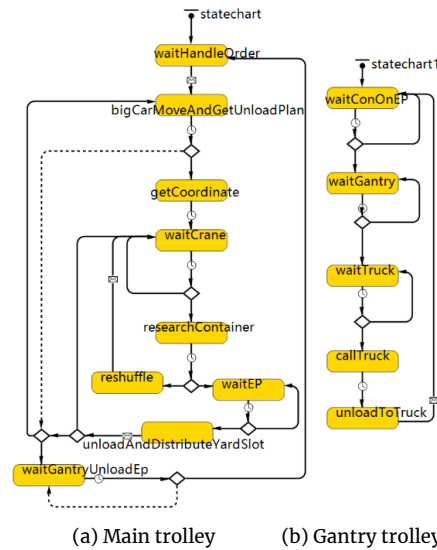 statechart
waitHandleOrder
bigCarMoveAndGetUnloadPlan
getCoordinate
waitCrane
researchContainer
reshuffle
waitEP
unloadAndDistributeYardSlot
waitGantryUnloadEp
(a) Main trolley
statechart1
waitConOnEP
waitGantry
waitTruck
callTruck
unloadToTruck
(b) Gantry trolley